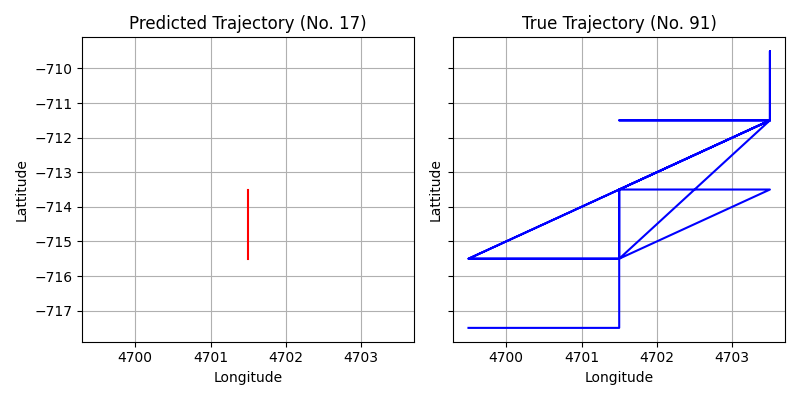 Predicted Trajectory (No. 17)
True Trajectory (No. 91)
−710
−711
−712
−713
−714
−715
−716
−717
Lattitude
Lattitude
4700 4701 4702 4703
4700 4701 4702 4703
Longitude
Longitude